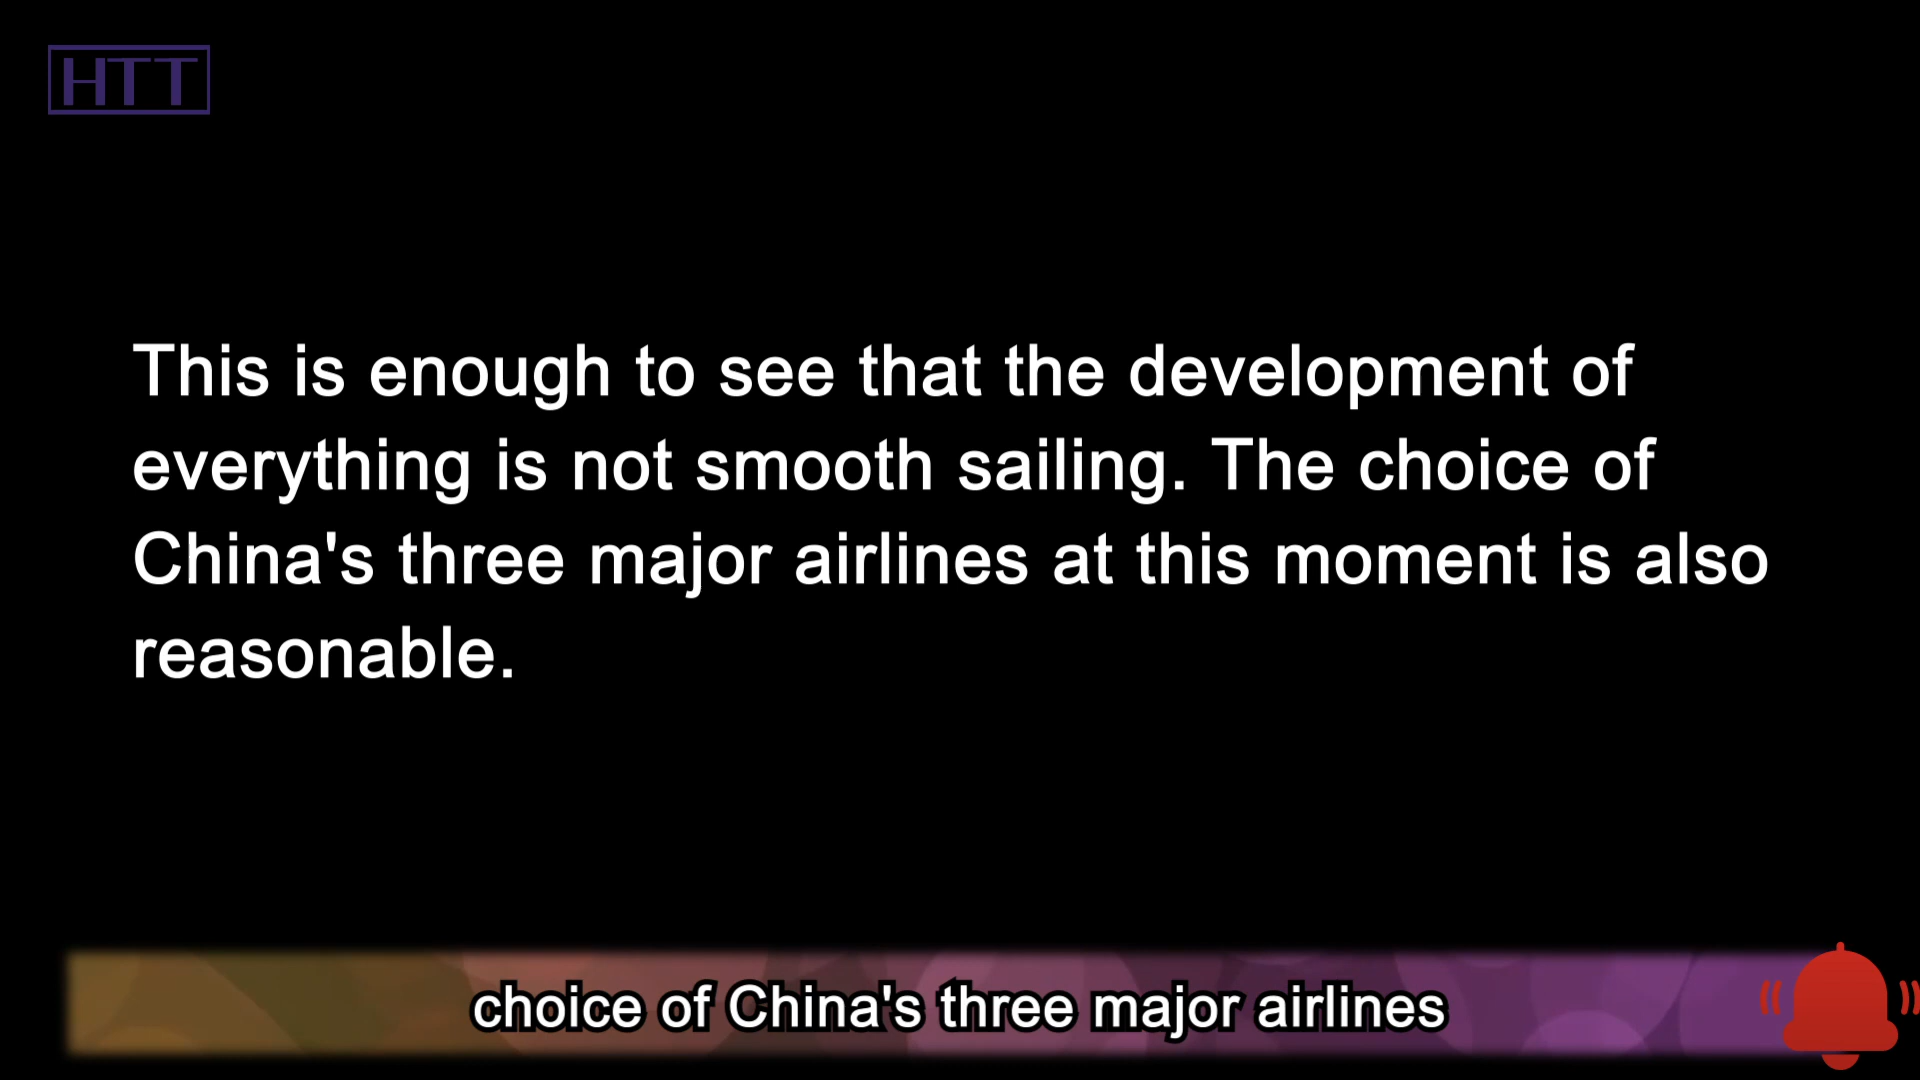 HTT
This is enough to see that the development of
everything is not smooth sailing. The choice of
China's three major airlines at this moment is also
reasonable.
choice of China's three major airlines